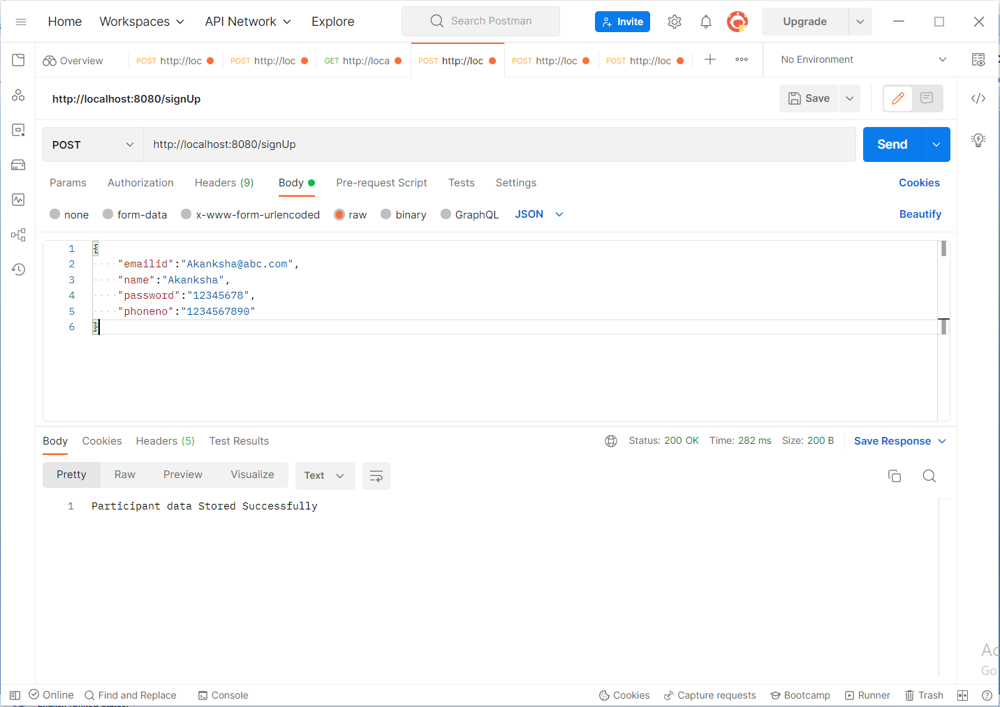 Home Workspaces API Network Explore Search Postman Invite Upgrade
Overview POST http://loc POST http://loc GET http://loca POST http://loc POST http://loc POST http://loc No Environment
http://localhost:8080/signUp Save
POST http://localhost:8080/signUp Send
Params Authorization Headers (9) Body Pre-request Script Tests Settings Cookies
none form-data x-www-form-urlencoded raw binary GraphQL JSON Beautify
1 {
2 "emailid":"Akanksha@abc.com",
3 "name":"Akanksha",
4 "password":"12345678",
5 "phoneno":"1234567890"
6 }
Body Cookies Headers (5) Test Results Status: 200 OK Time: 282 ms Size: 200 B Save Response
Pretty Raw Preview Visualize Text
1 Participant data Stored Successfully
Ac
Go
Online Find and Replace Console Cookies Capture requests Bootcamp Runner Trash
English (United States)